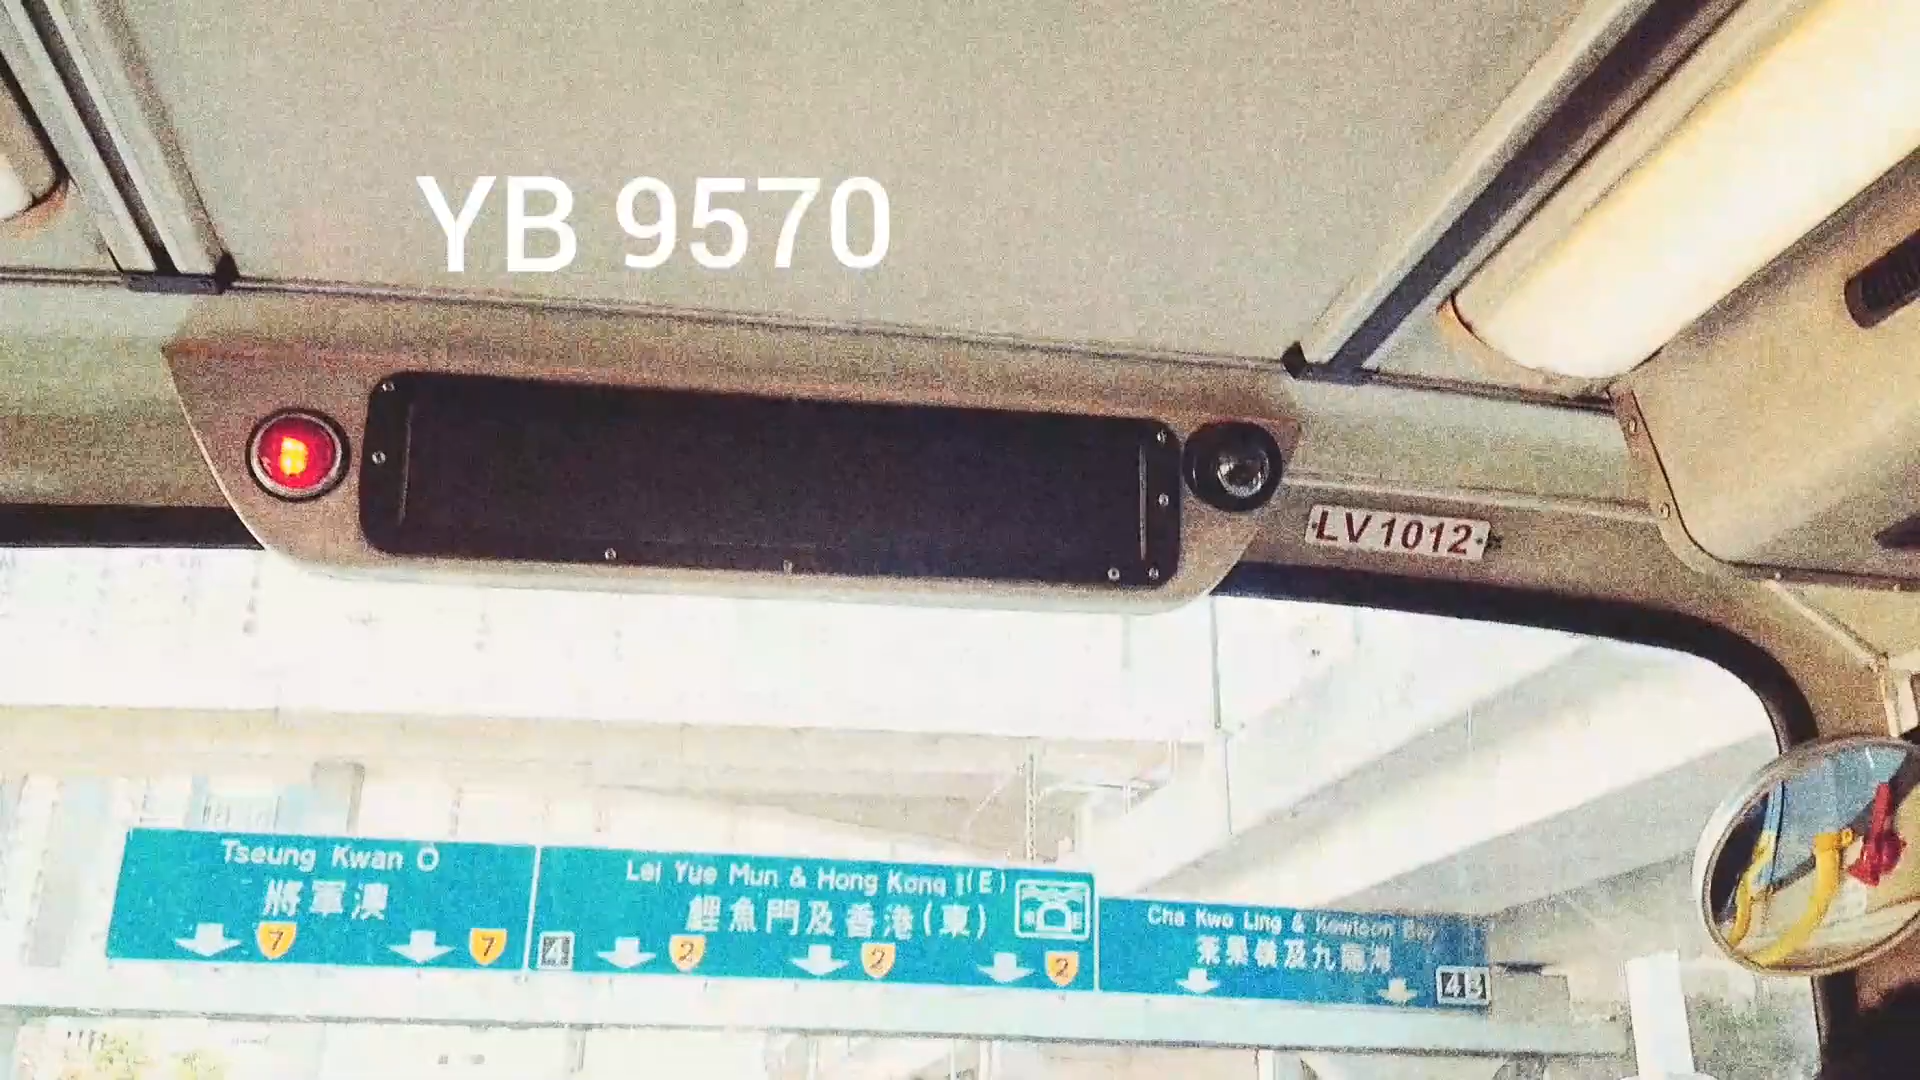 YB 9570
LV1012
Tseung Kwan O
將軍澳
7 7
Lei Yue Mun & Hong Kong (E)
鯉魚門及香港(東)
4 2 2 2
Cha Kwo Ling & Kowloon Bay
茶果嶺及九龍灣
4B